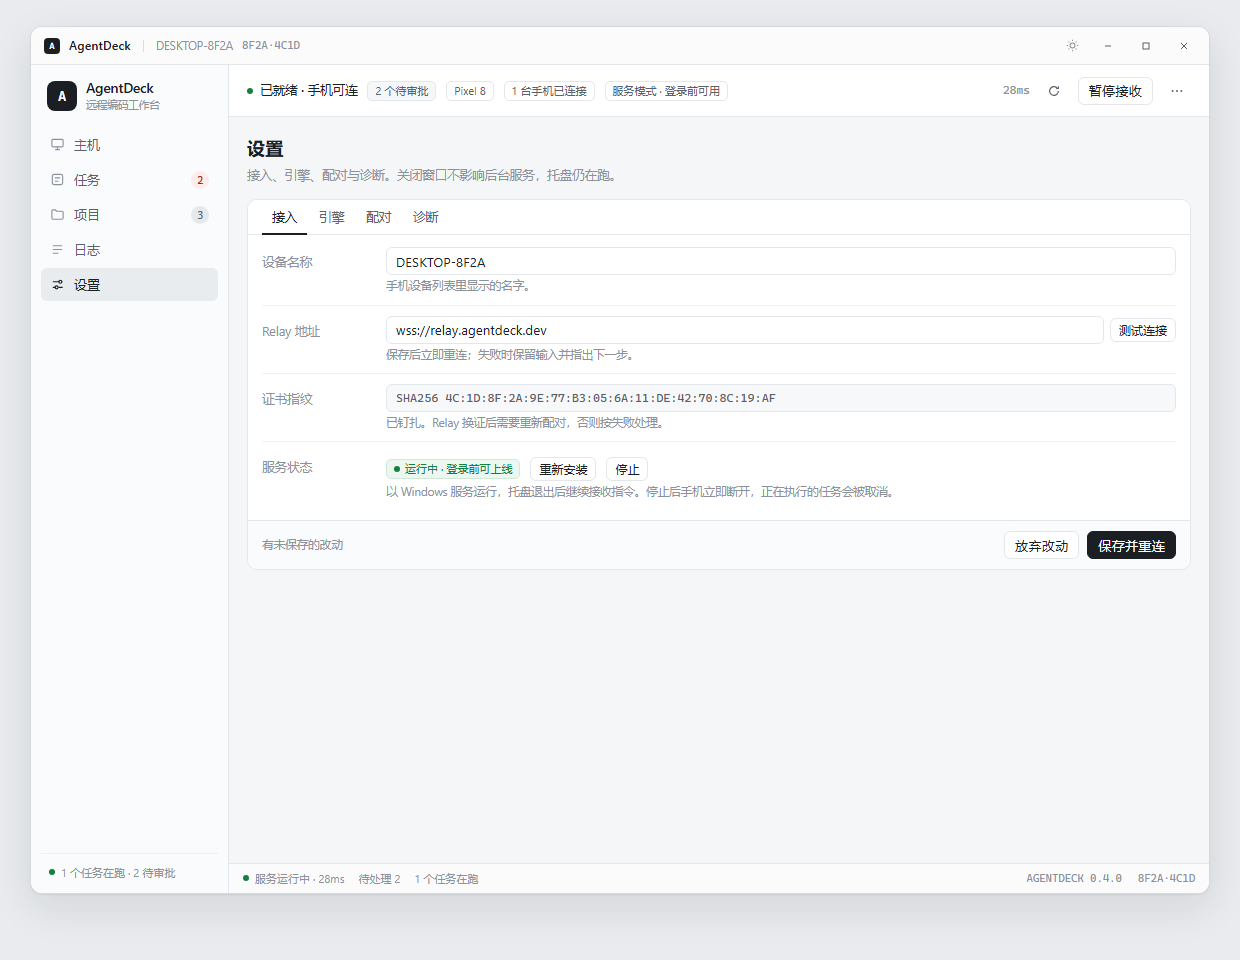 A AgentDeck DESKTOP-8F2A 8F2A·4C1D
A AgentDeck
远程编码工作台
主机
任务 2
项目 3
日志
设置
1 个任务在跑 · 2 待审批
已就绪 · 手机可连 2 个待审批 Pixel 8 1 台手机已连接 服务模式 · 登录前可用 28ms 暂停接收
设置
接入、引擎、配对与诊断。关闭窗口不影响后台服务，托盘仍在跑。
接入 引擎 配对 诊断
设备名称 DESKTOP-8F2A
手机设备列表里显示的名字。
Relay 地址 wss://relay.agentdeck.dev 测试连接
保存后立即重连；失败时保留输入并指出下一步。
证书指纹 SHA256 4C:1D:8F:2A:9E:77:B3:05:6A:11:DE:42:70:8C:19:AF
已钉扎。Relay 换证后需要重新配对，否则按失败处理。
服务状态 运行中 · 登录前可上线 重新安装 停止
以 Windows 服务运行，托盘退出后继续接收指令。停止后手机立即断开，正在执行的任务会被取消。
有未保存的改动 放弃改动 保存并重连
服务运行中 · 28ms 待处理 2 1 个任务在跑 AGENTDECK 0.4.0 8F2A·4C1D